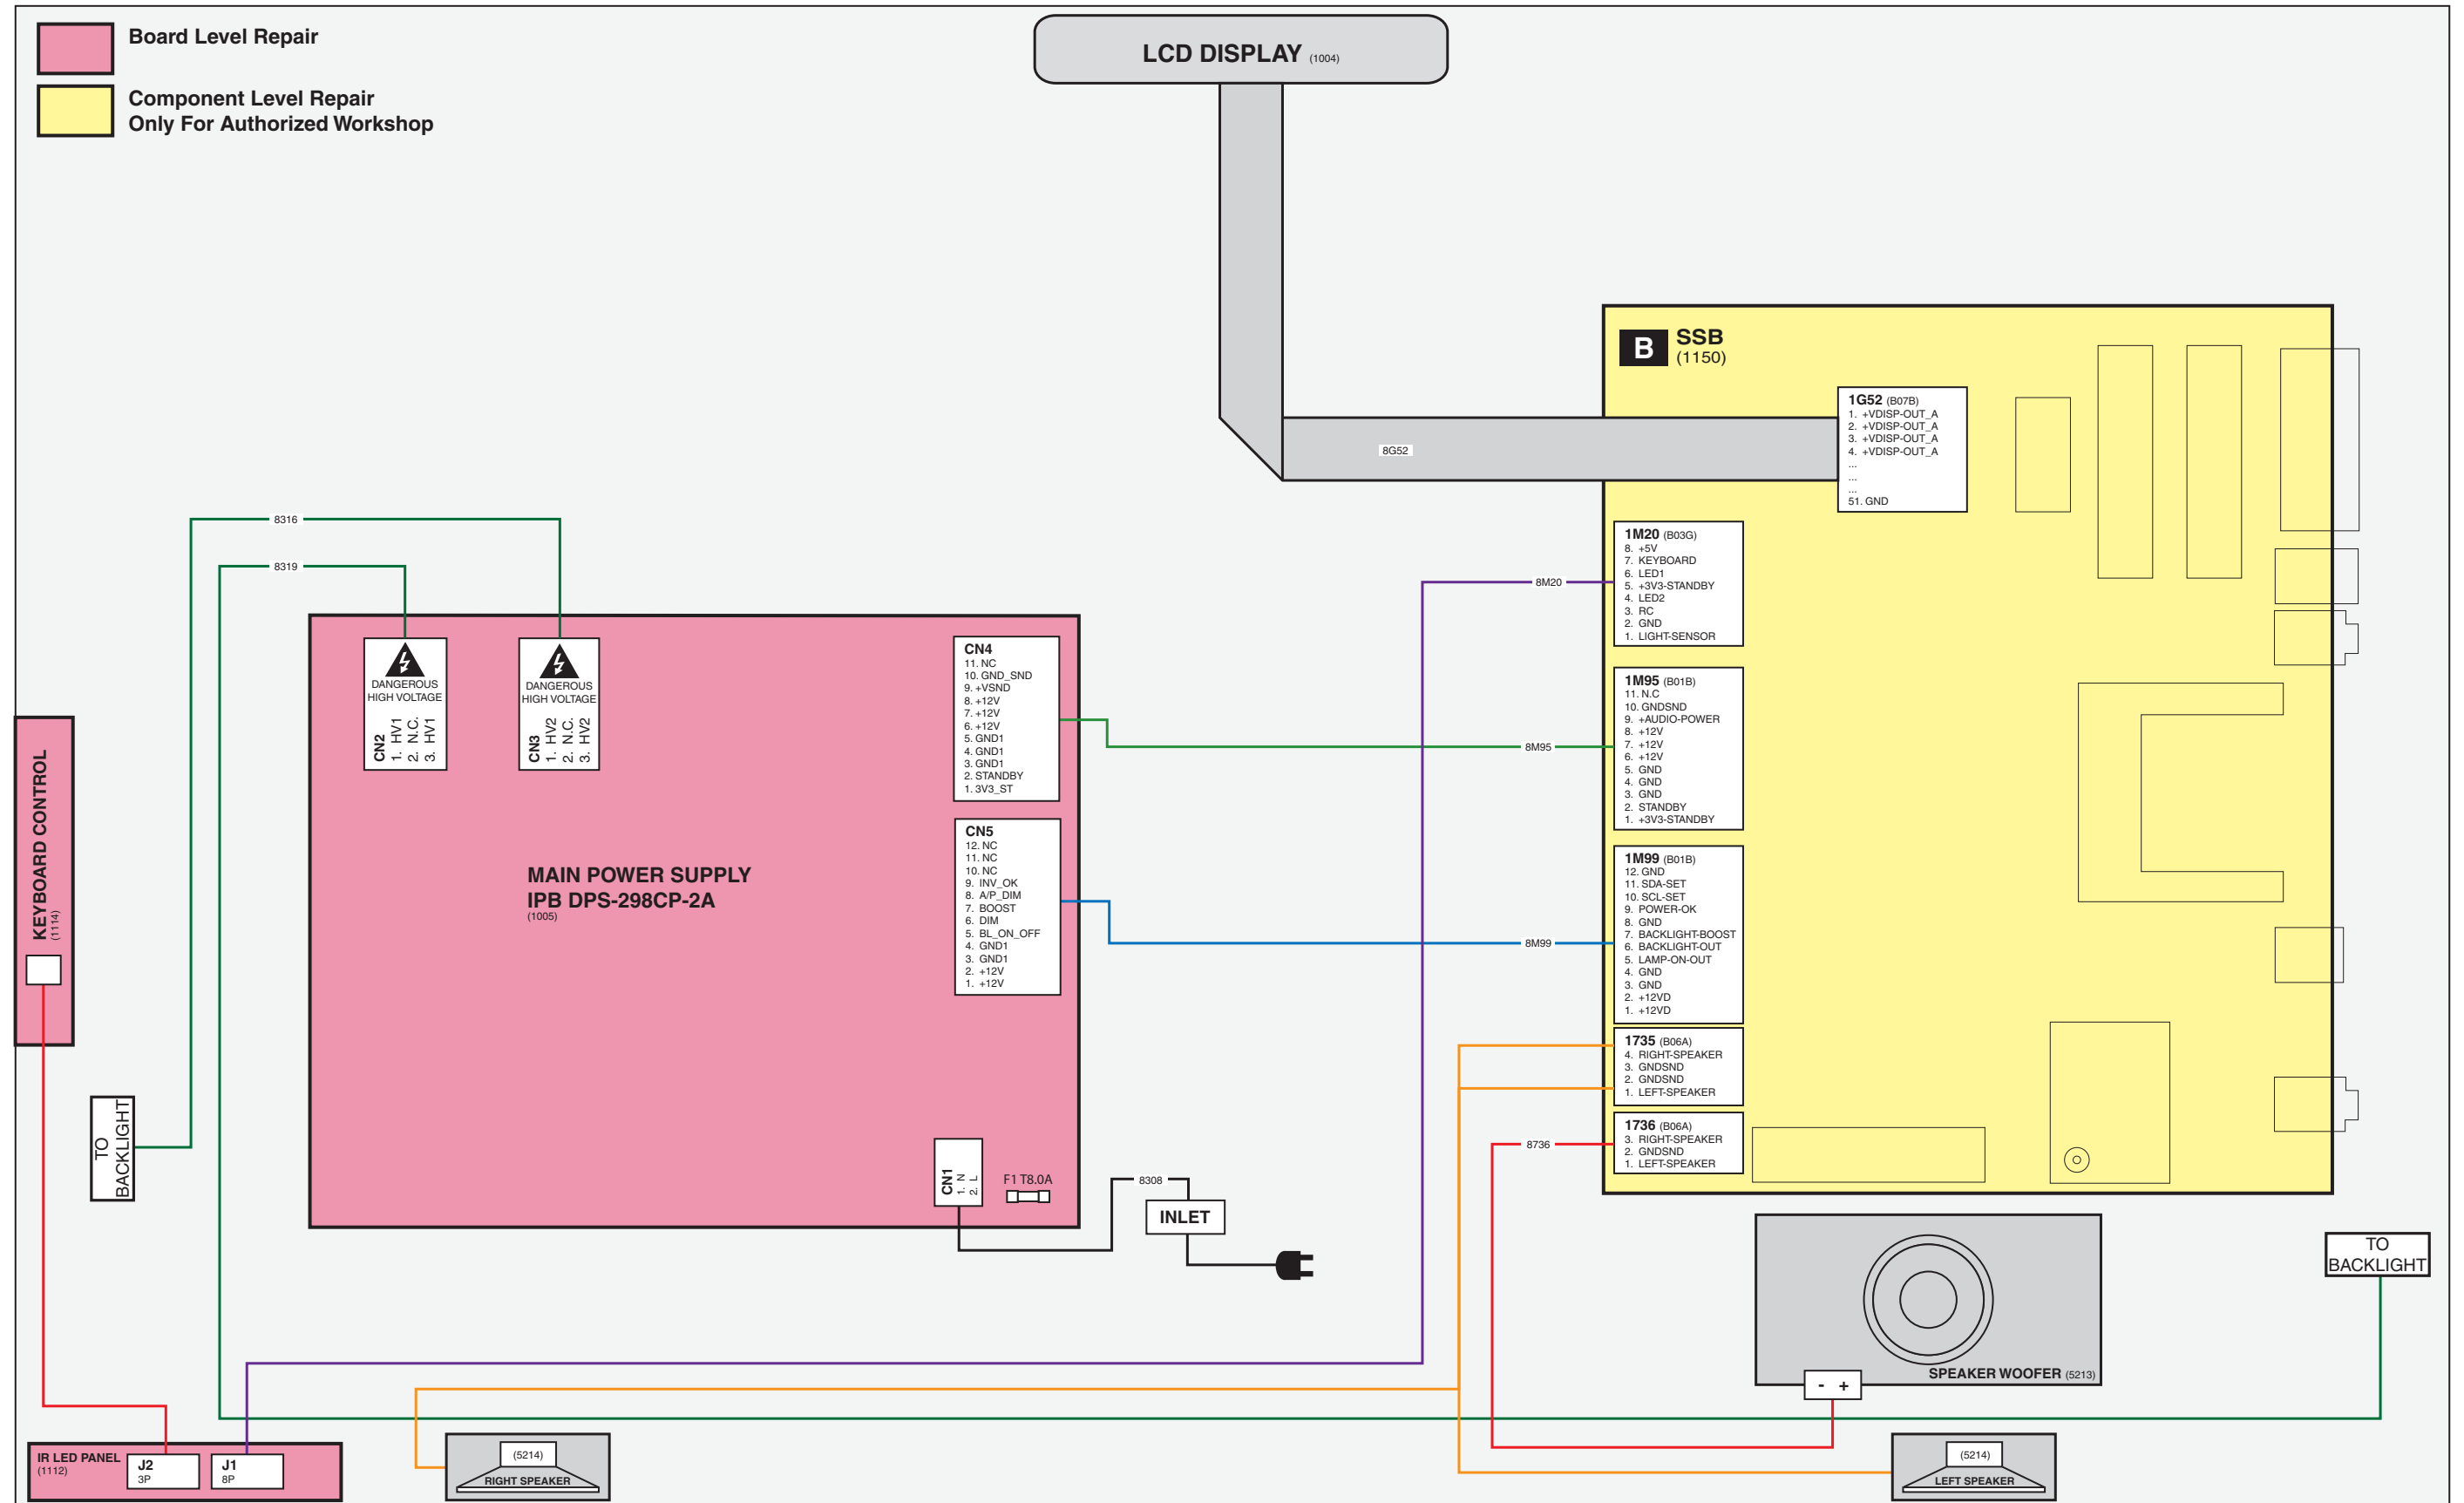 Board Level Repair
Component Level Repair
Only For Authorized Workshop
LCD DISPLAY (1004)
B
SSB
(1150)
1G52 (B07B)
1. +VDISP-OUT_A
2. +VDISP-OUT_A
3. +VDISP-OUT_A
4. +VDISP-OUT_A
...
...
...
51. GND
8G52
8316
8319
1M20 (B03G)
8. +5V
7. KEYBOARD
6. LED1
5. +3V3-STANDBY
4. LED2
3. RC
2. GND
1. LIGHT-SENSOR
8M20
DANGEROUS
HIGH VOLTAGE
CN2
1. HV1
2. N.C.
3. HV1
DANGEROUS
HIGH VOLTAGE
CN3
1. HV2
2. N.C.
3. HV2
CN4
11. NC
10. GND_SND
9. +VSND
8. +12V
7. +12V
6. +12V
5. GND1
4. GND1
3. GND1
2. STANDBY
1. 3V3_ST
8M95
1M95 (B01B)
11. N.C
10. GNDSND
9. +AUDIO-POWER
8. +12V
7. +12V
6. +12V
5. GND
4. GND
3. GND
2. STANDBY
1. +3V3-STANDBY
KEYBOARD CONTROL
(1114)
MAIN POWER SUPPLY
IPB DPS-298CP-2A
(1005)
CN5
12. NC
11. NC
10. NC
9. INV_OK
8. A/P_DIM
7. BOOST
6. DIM
5. BL_ON_OFF
4. GND1
3. GND1
2. +12V
1. +12V
8M99
1M99 (B01B)
12. GND
11. SDA-SET
10. SCL-SET
9. POWER-OK
8. GND
7. BACKLIGHT-BOOST
6. BACKLIGHT-OUT
5. LAMP-ON-OUT
4. GND
3. GND
2. +12VD
1. +12VD
1735 (B06A)
4. RIGHT-SPEAKER
3. GNDSND
2. GNDSND
1. LEFT-SPEAKER
8736
1736 (B06A)
3. RIGHT-SPEAKER
2. GNDSND
1. LEFT-SPEAKER
TO
BACKLIGHT
CN1
1. N
2. L
F1 T8.0A
8308
INLET
TO
BACKLIGHT
SPEAKER WOOFER (5213)
- +
IR LED PANEL
(1112)
J2
3P
J1
8P
(5214)
RIGHT SPEAKER
(5214)
LEFT SPEAKER